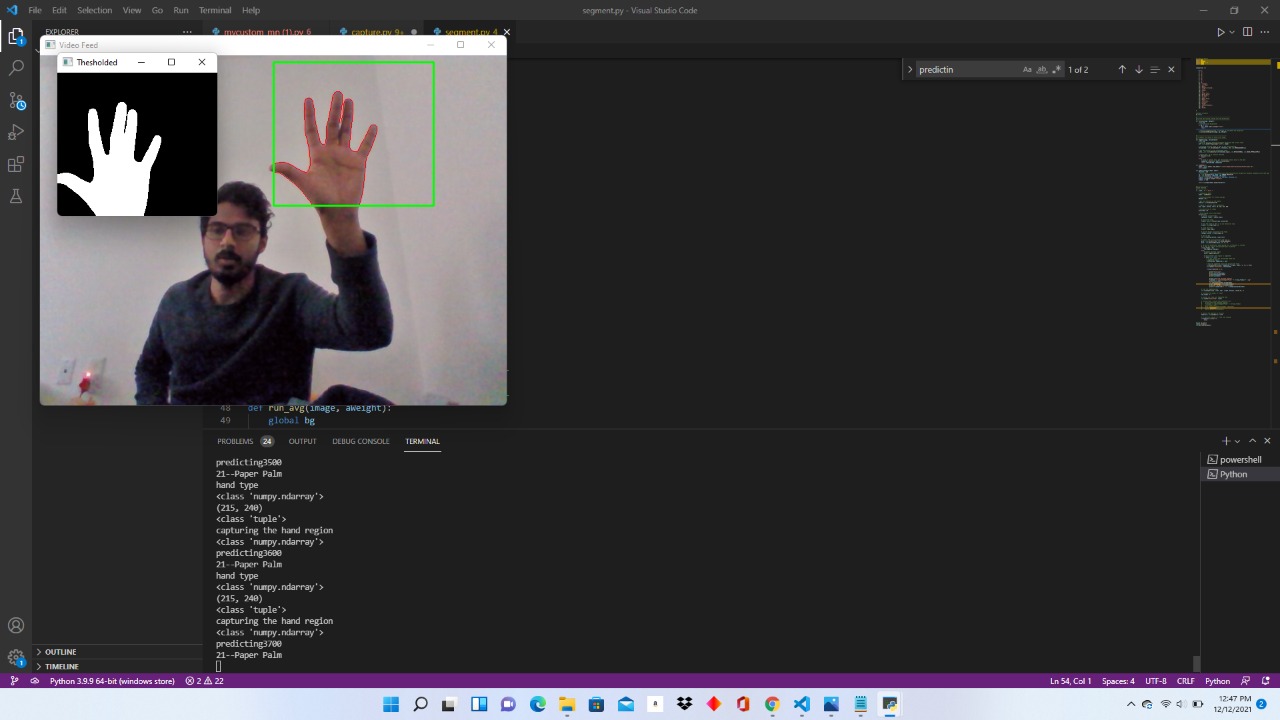 File Edit Selection View Go Run Terminal Help
segment.py - Visual Studio Code
EXPLORER
mycustom_mn (1).py 6
capture.py 9+
segment.py 4
Video Feed
Thesholded
predictin
Aa
ab
1 of 2
48 def run_avg(image, aWeight):
49 global bg
PROBLEMS 24 OUTPUT DEBUG CONSOLE TERMINAL
powershell
Python
predicting3500
21--Paper Palm
hand type
<class 'numpy.ndarray'>
(215, 240)
<class 'tuple'>
capturing the hand region
<class 'numpy.ndarray'>
predicting3600
21--Paper Palm
hand type
<class 'numpy.ndarray'>
(215, 240)
<class 'tuple'>
capturing the hand region
<class 'numpy.ndarray'>
predicting3700
21--Paper Palm
OUTLINE
TIMELINE
Python 3.9.9 64-bit (windows store) 2 22
Ln 54, Col 1 Spaces: 4 UTF-8 CRLF Python
12:47 PM
12/12/2021
2